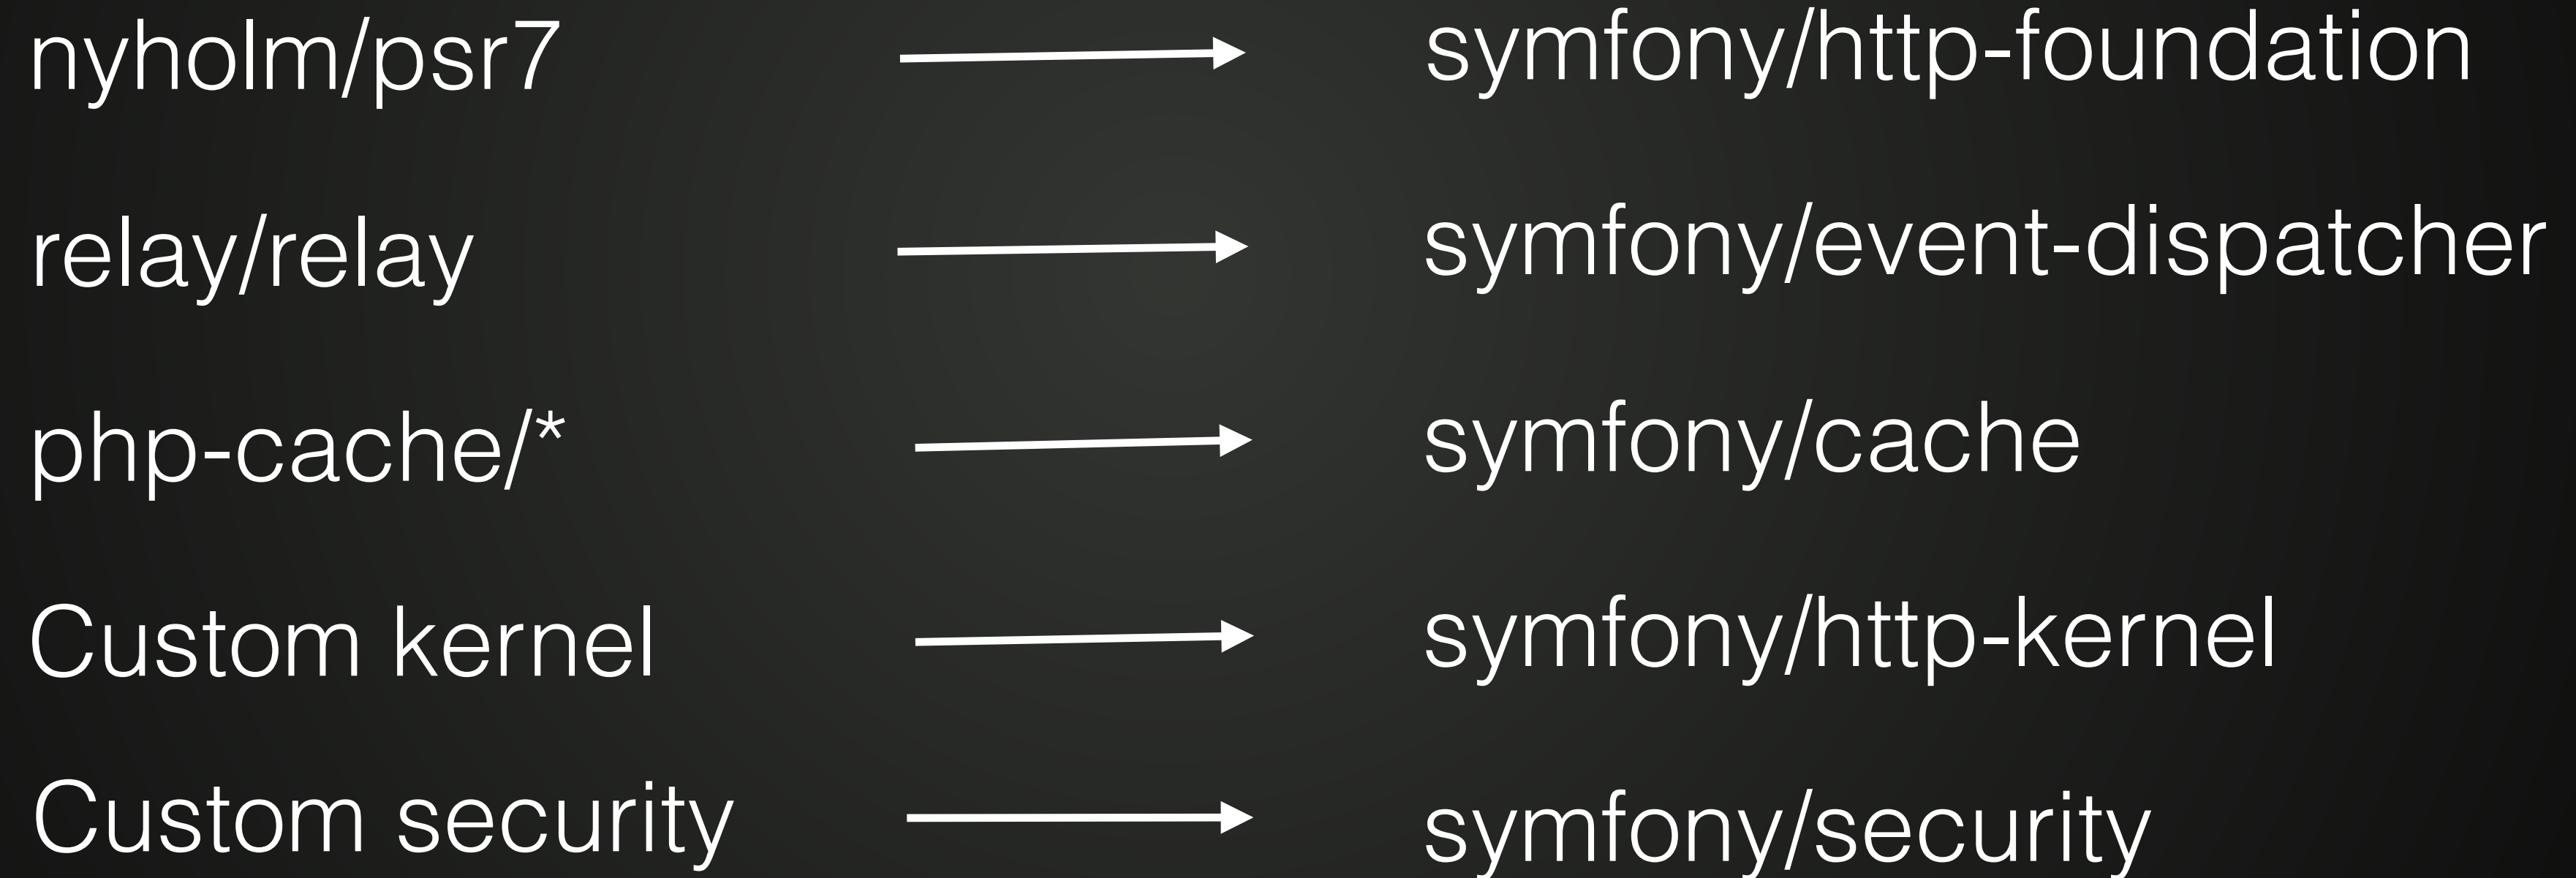 nyholm/psr7 symfony/http-foundation
relay/relay symfony/event-dispatcher
php-cache/* symfony/cache
Custom kernel symfony/http-kernel
Custom security symfony/security